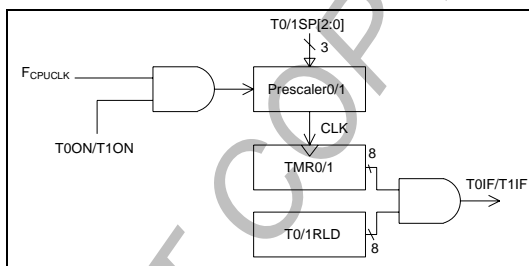 T0/1SP[2:0]
3
FCPUCLK
Prescaler0/1
T0ON/T1ON
CLK
TMR0/1
8
T0IF/T1IF
T0/1RLD
8